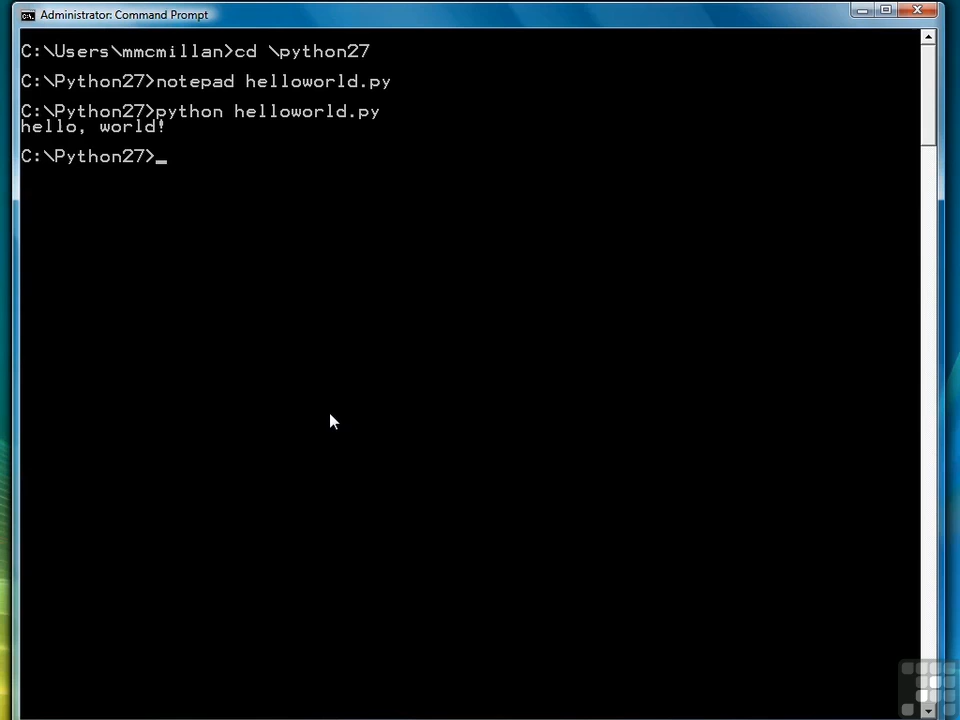 Administrator: Command Prompt
C:\Users\mmcmillan>cd \python27
C:\Python27>notepad helloworld.py
C:\Python27>python helloworld.py
hello, world!
C:\Python27>_